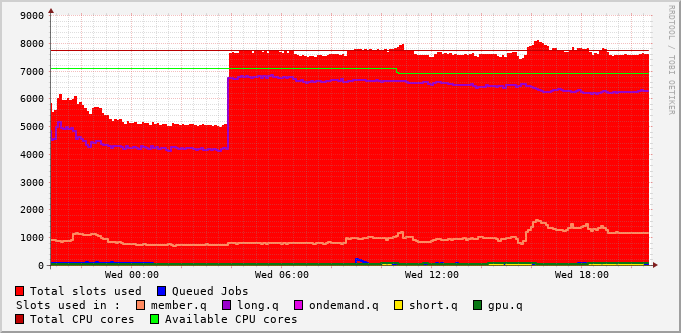 9000
8000
7000
6000
5000
4000
3000
2000
1000
0
Wed 00:00 Wed 06:00 Wed 12:00 Wed 18:00
RRDTOOL / TOBI OETIKER
Total slots used Queued Jobs
Slots used in : member.q long.q ondemand.q short.q gpu.q
Total CPU cores Available CPU cores